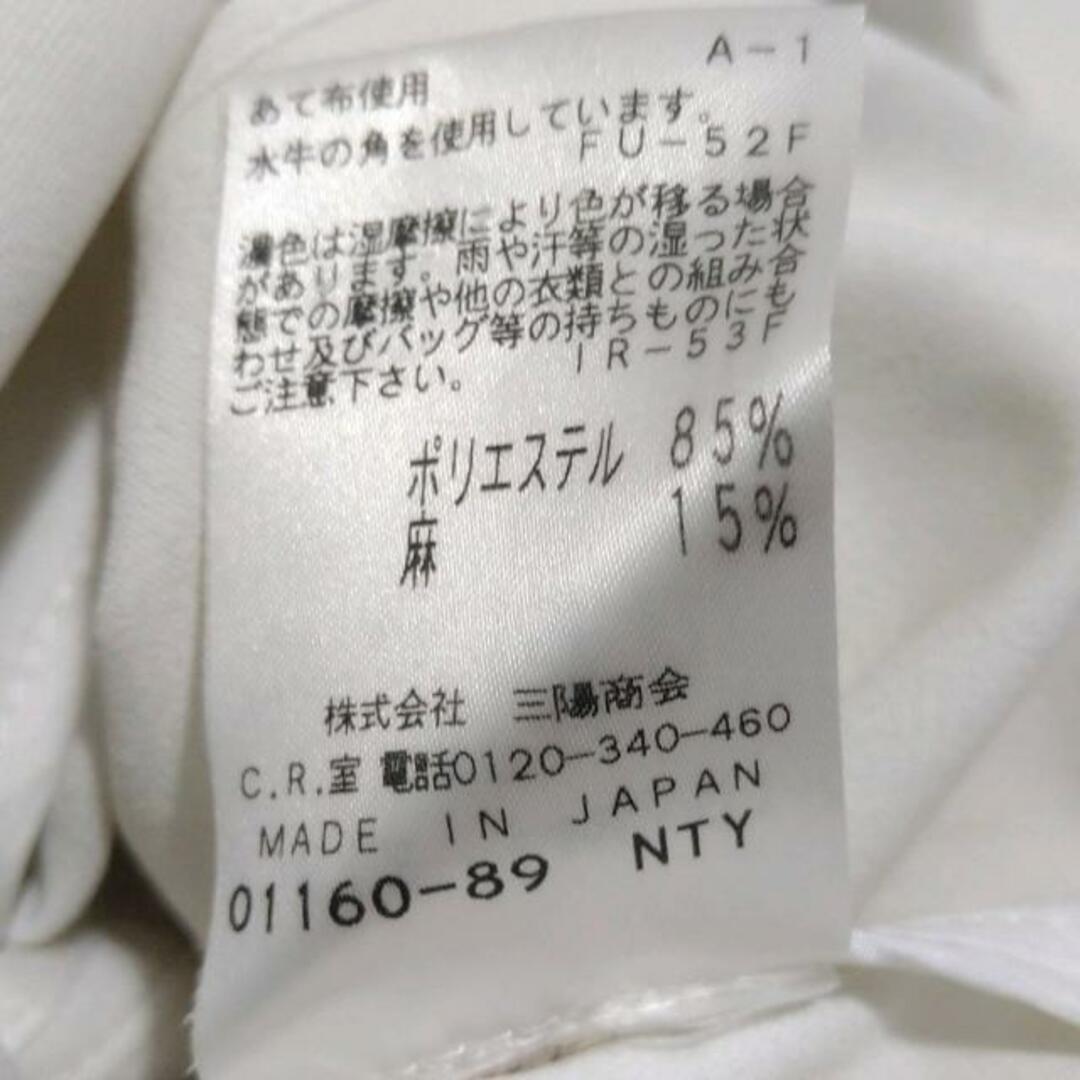 A-1
あて布使用
水牛の角を使用しています。
FU-52F
濃色は湿摩擦により色が移る場合
があります。雨や汗等の湿った状
態での摩擦や他の衣類との組み合
わせ及びバッグ等の持ちものにも
ご注意下さい。
IR-53F
ポリエステル 85%
麻 15%
株式会社 三陽商会
C.R.室 電話0120-340-460
MADE IN JAPAN
01160-89 NTY